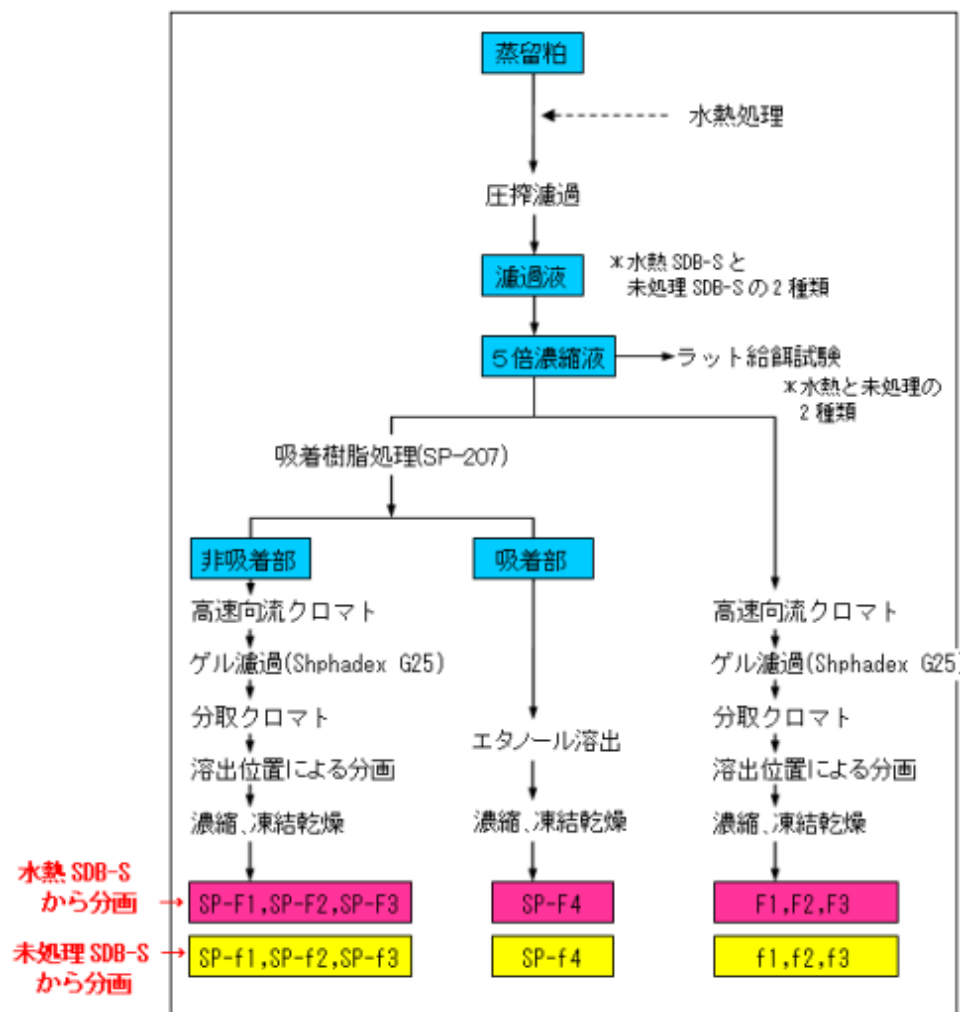 蒸留粕
水熱処理
圧搾濾過
濾過液
*水熱 SDB-S と
未処理 SDB-S の 2 種類
5倍濃縮液
ラット給餌試験
*水熱と未処理の
2 種類
吸着樹脂処理(SP-207)
非吸着部
吸着部
高速向流クロマト
ゲル濾過(Shphadex G25)
分取クロマト
溶出位置による分画
濃縮、凍結乾燥
エタノール溶出
濃縮、凍結乾燥
高速向流クロマト
ゲル濾過(Shphadex G25)
分取クロマト
溶出位置による分画
濃縮、凍結乾燥
水熱 SDB-S
から分画
SP-F1,SP-F2,SP-F3
SP-F4
F1,F2,F3
未処理 SDB-S
から分画
SP-f1,SP-f2,SP-f3
SP-f4
f1,f2,f3